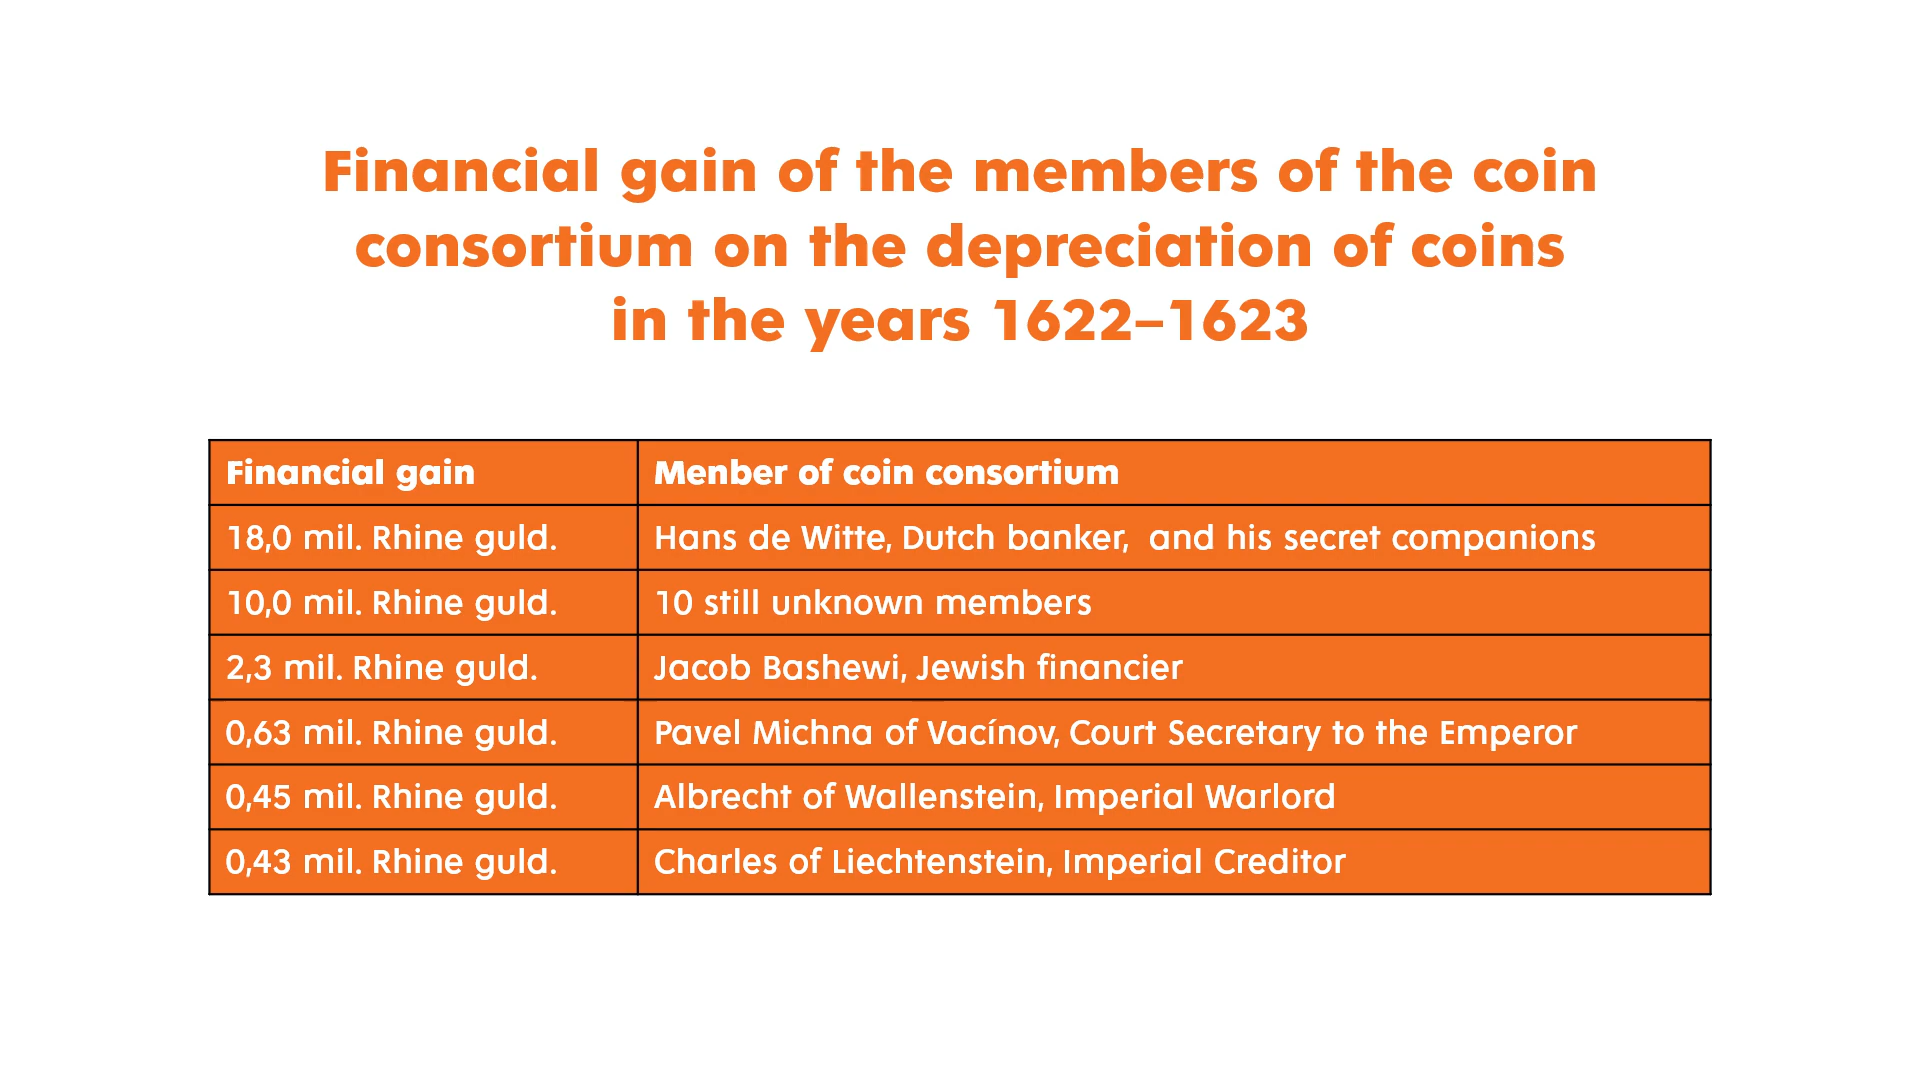 Financial gain of the members of the coin
consortium on the depreciation of coins
in the years 1622–1623
Financial gain Menber of coin consortium
18,0 mil. Rhine guld. Hans de Witte, Dutch banker, and his secret companions
10,0 mil. Rhine guld. 10 still unknown members
2,3 mil. Rhine guld. Jacob Bashewi, Jewish financier
0,63 mil. Rhine guld. Pavel Michna of Vacínov, Court Secretary to the Emperor
0,45 mil. Rhine guld. Albrecht of Wallenstein, Imperial Warlord
0,43 mil. Rhine guld. Charles of Liechtenstein, Imperial Creditor